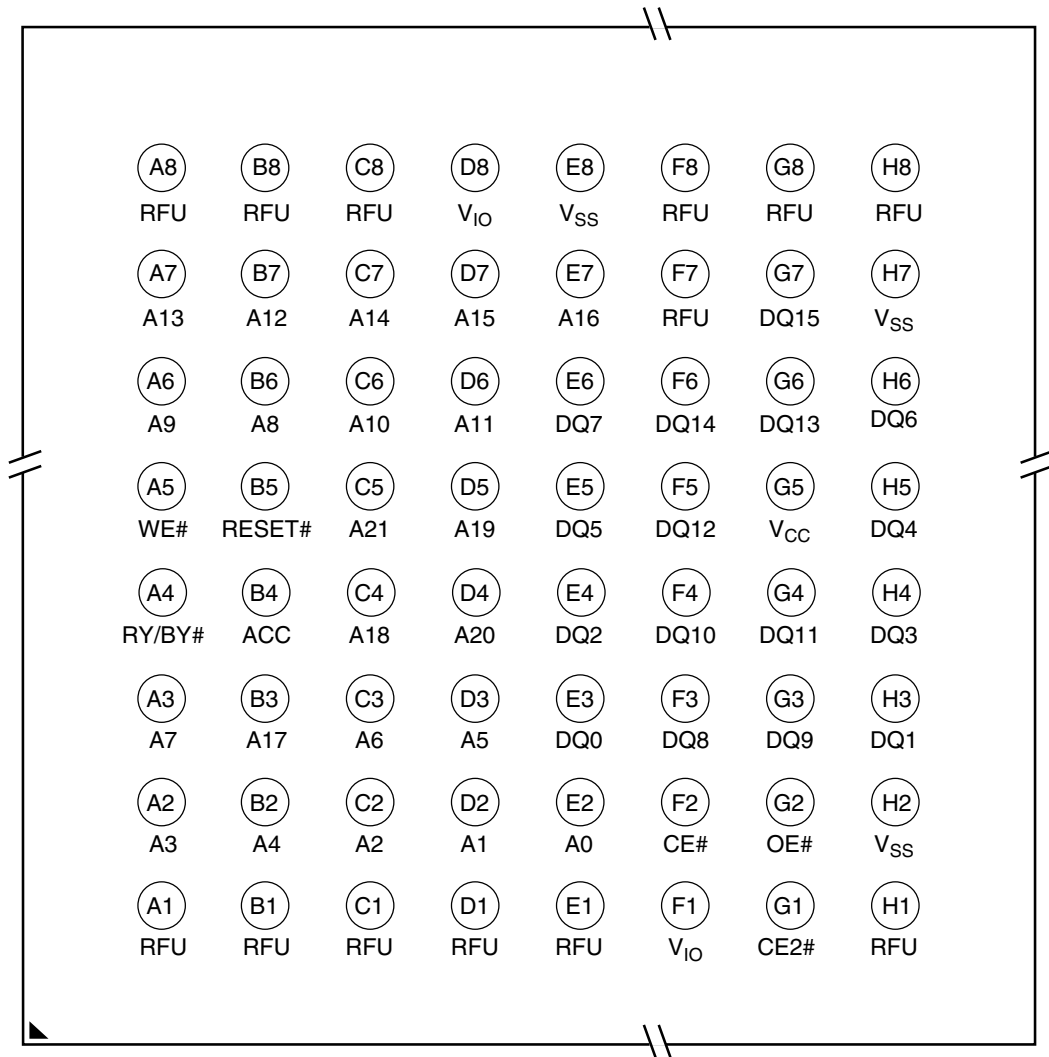 A8 B8 C8 D8 E8 F8 G8 H8
RFU RFU RFU VIO VSS RFU RFU RFU
A7 B7 C7 D7 E7 F7 G7 H7
A13 A12 A14 A15 A16 RFU DQ15 VSS
A6 B6 C6 D6 E6 F6 G6 H6
A9 A8 A10 A11 DQ7 DQ14 DQ13 DQ6
A5 B5 C5 D5 E5 F5 G5 H5
WE# RESET# A21 A19 DQ5 DQ12 VCC DQ4
A4 B4 C4 D4 E4 F4 G4 H4
RY/BY# ACC A18 A20 DQ2 DQ10 DQ11 DQ3
A3 B3 C3 D3 E3 F3 G3 H3
A7 A17 A6 A5 DQ0 DQ8 DQ9 DQ1
A2 B2 C2 D2 E2 F2 G2 H2
A3 A4 A2 A1 A0 CE# OE# VSS
A1 B1 C1 D1 E1 F1 G1 H1
RFU RFU RFU RFU RFU VIO CE2# RFU